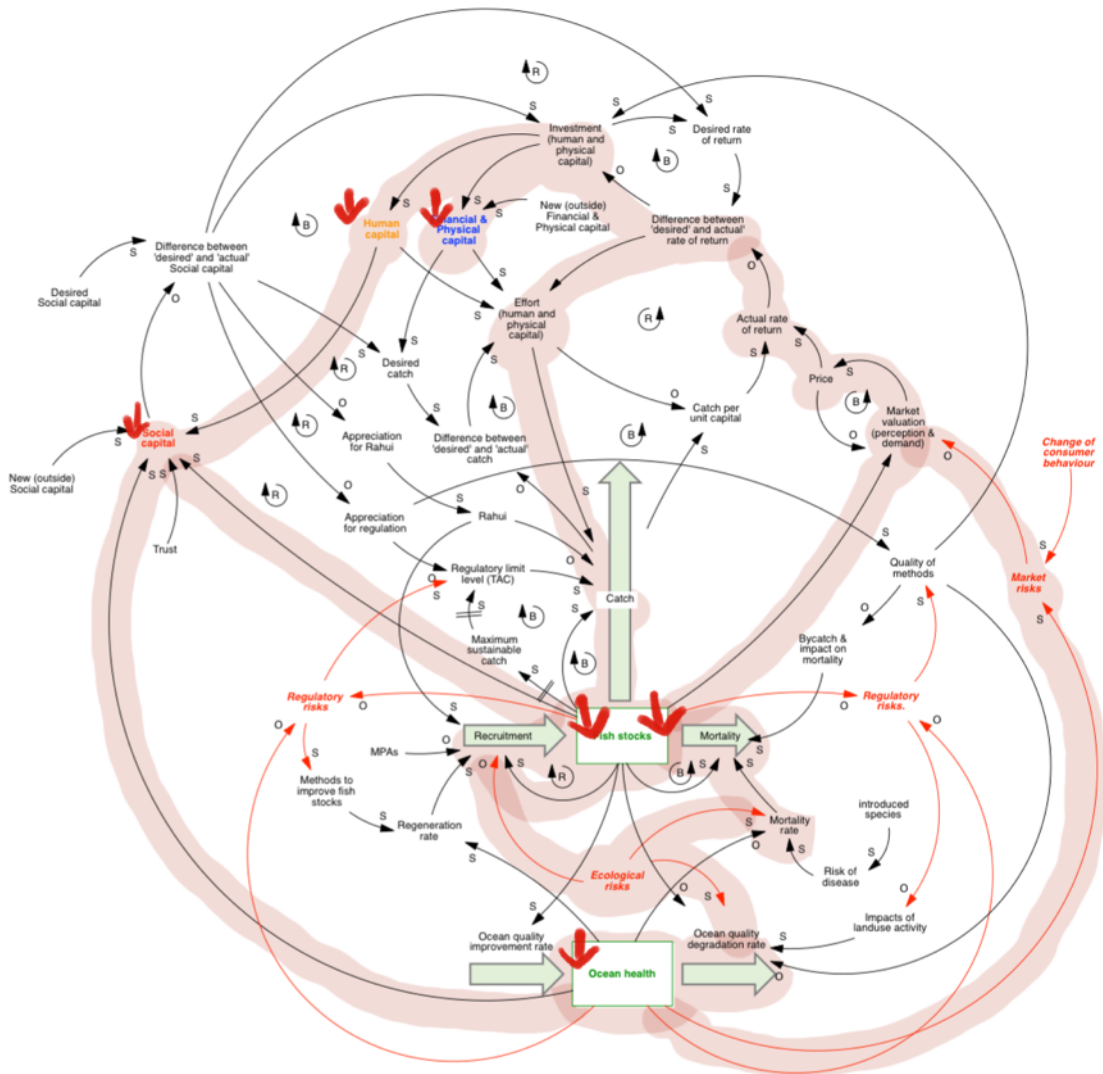 R
S
S
S
S
Investment
(human and
physical
capital)
S
Desired rate
of return
B
O
S
S
S
S
New (outside)
Financial &
Physical capital
Human
capital
Financial &
Physical
capital
B
Difference between
'desired' and 'actual'
rate of return
S
Difference between
'desired' and 'actual'
Social capital
Desired
Social capital
O
S
S
Effort
(human and
physical
capital)
O
Actual rate
of return
R
S
S
S
Desired
catch
R
S
Price
S
B
O
Market
valuation
(perception &
demand)
O
Catch per
unit capital
S
B
B
Difference between
'desired' and 'actual'
catch
O
S
O
Appreciation
for Rahui
R
S
S
Social
capital
S
S S
New (outside)
Social capital
R
Trust
O
Appreciation
for regulation
S
Rahui
O
Change of
consumer
behaviour
S
Market
risks
S
S
Quality of
methods
S
O
S
Regulatory limit
level (TAC)
S
S
Catch
S
B
Maximum
sustainable
catch
S
B
O
Bycatch &
impact on
mortality
Regulatory
risks
O
O
Regulatory
risks.
O
O
S
Recruitment
Fish stocks
Mortality
S
S
MPAs
O
S
O
S
R
B
S
S
S
Methods to
improve fish
stocks
S
Regeneration
rate
S
S
O
Mortality
rate
S
introduced
species
S
Risk of
disease
Ecological
risks
O
S
O
Impacts of
landuse activity
S
S
Ocean quality
improvement rate
Ocean quality
degradation rate
O
Ocean health